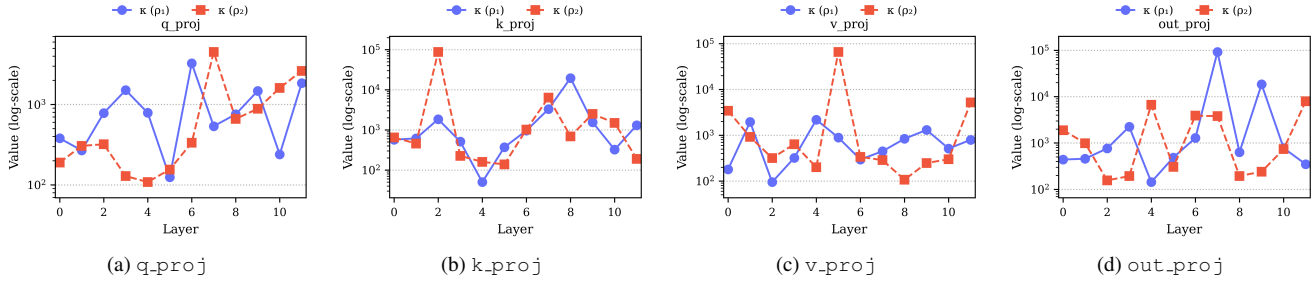 κ (ρ₁) κ (ρ₂)
q_proj
Value (log-scale)
10³
10²
0 2 4 6 8 10
Layer
(a) q_proj
κ (ρ₁) κ (ρ₂)
k_proj
Value (log-scale)
10⁵
10⁴
10³
10²
0 2 4 6 8 10
Layer
(b) k_proj
κ (ρ₁) κ (ρ₂)
v_proj
Value (log-scale)
10⁵
10⁴
10³
10²
0 2 4 6 8 10
Layer
(c) v_proj
κ (ρ₁) κ (ρ₂)
out_proj
Value (log-scale)
10⁵
10⁴
10³
10²
0 2 4 6 8 10
Layer
(d) out_proj